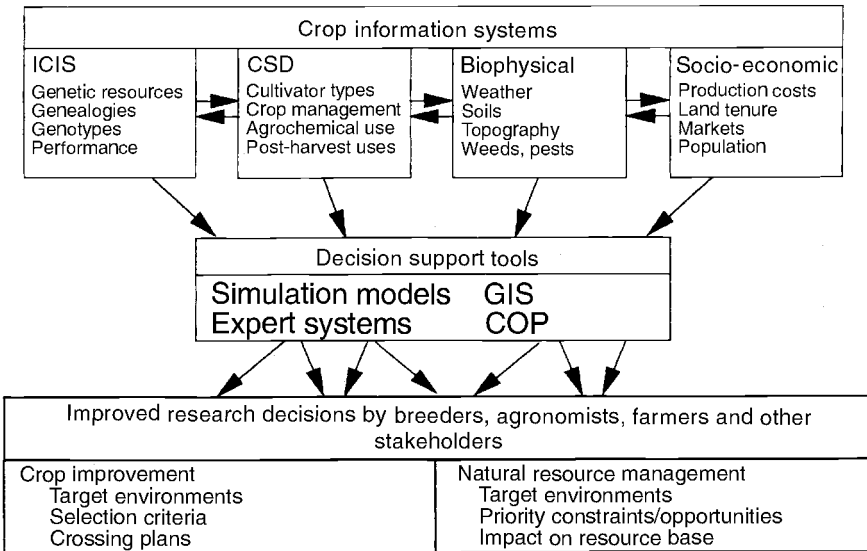 Crop information systems
ICIS
Genetic resources
Genealogies
Genotypes
Performance
CSD
Cultivator types
Crop management
Agrochemical use
Post-harvest uses
Biophysical
Weather
Soils
Topography
Weeds, pests
Socio-economic
Production costs
Land tenure
Markets
Population
Decision support tools
Simulation models GIS
Expert systems COP
Improved research decisions by breeders, agronomists, farmers and other
stakeholders
Crop improvement
Target environments
Selection criteria
Crossing plans
Natural resource management
Target environments
Priority constraints/opportunities
Impact on resource base